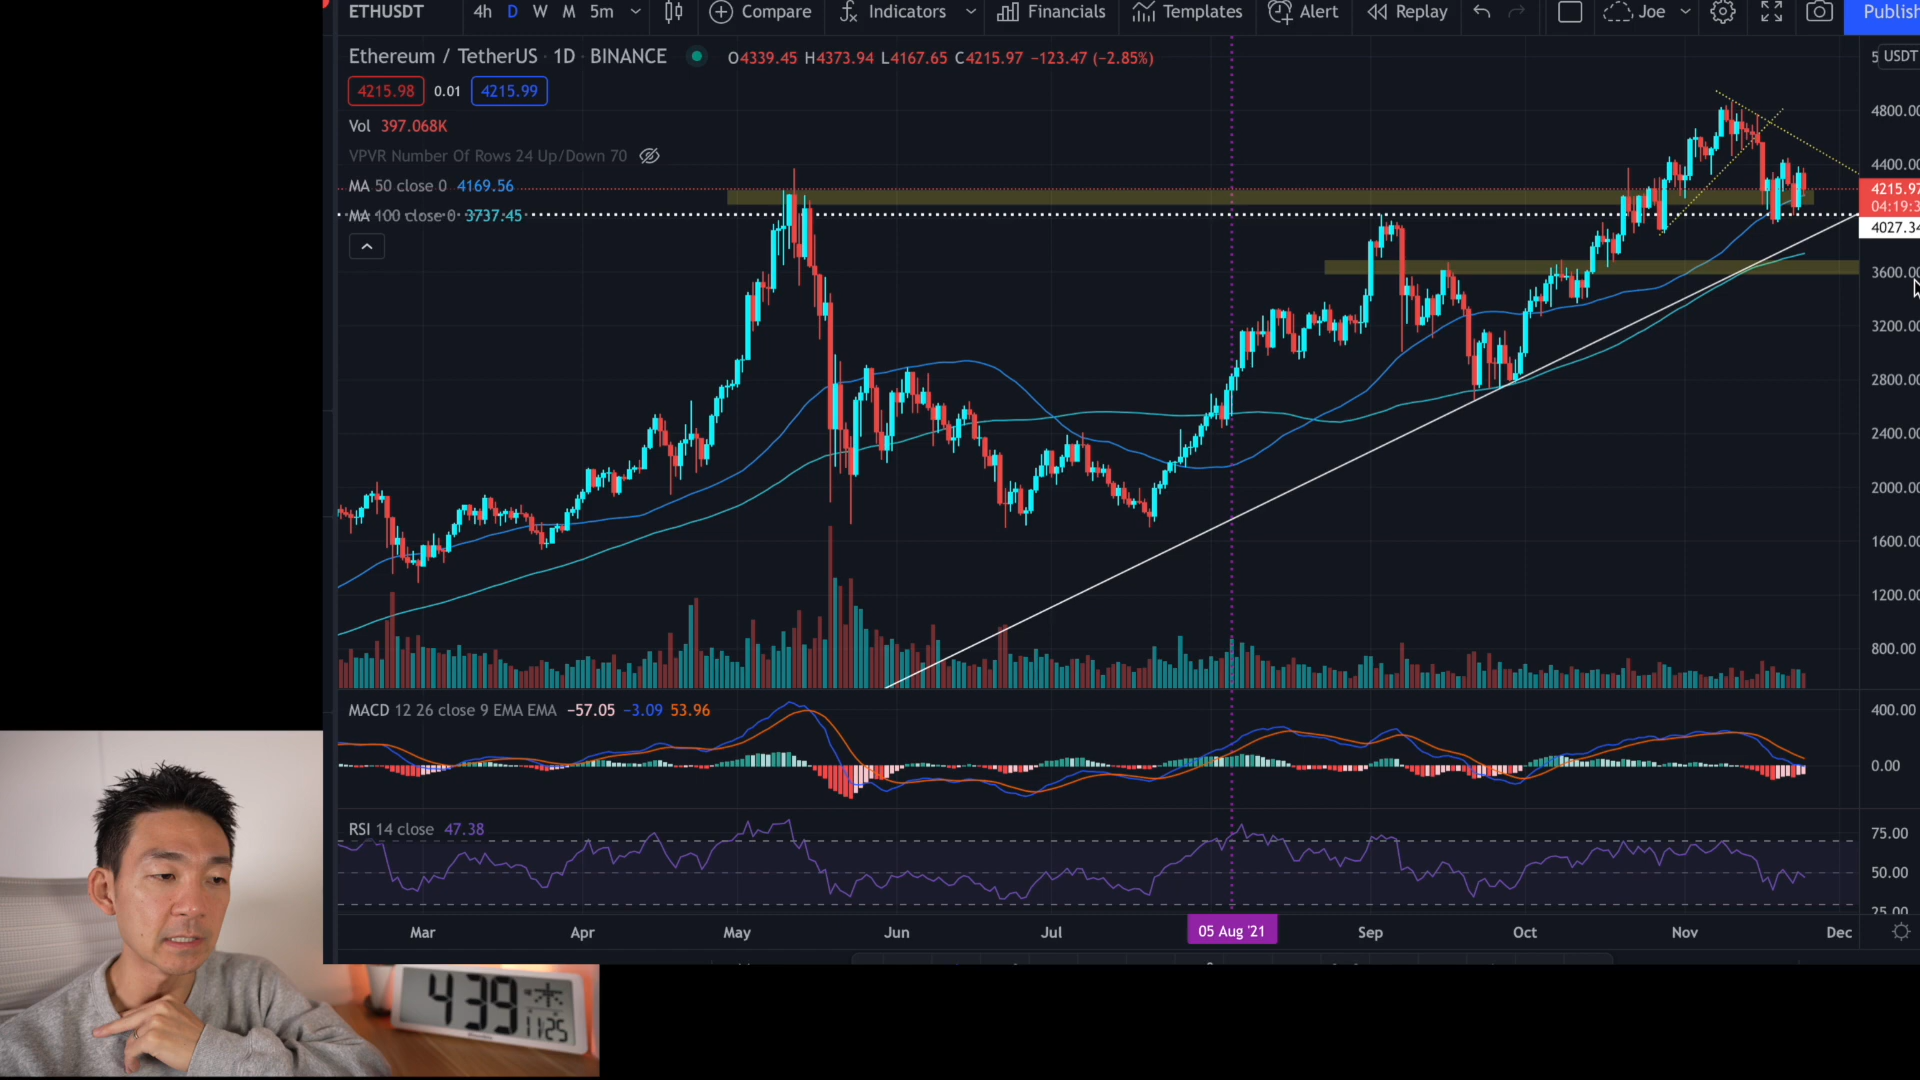 ETHUSDT 4h D W M 5m Compare Indicators Financials Templates Alert Replay Joe Publish
Ethereum / TetherUS 1D BINANCE O4339.45 H4373.94 L4167.65 C4215.97 −123.47 (−2.85%)
USDT
4215.98 0.01 4215.99
Vol 397.068K
VPVR Number Of Rows 24 Up/Down 70
MA 50 close 0 4169.56
MA 100 close 0 3737.45
4800.00
4400.00
4215.97
04:19:3
4027.34
3600.00
3200.00
2800.00
2400.00
2000.00
1600.00
1200.00
800.00
MACD 12 26 close 9 EMA EMA −57.05 −3.09 53.96
400.00
0.00
RSI 14 close 47.38
75.00
50.00
25.00
Mar Apr May Jun Jul 05 Aug '21 Sep Oct Nov Dec
4 39 木
11 25